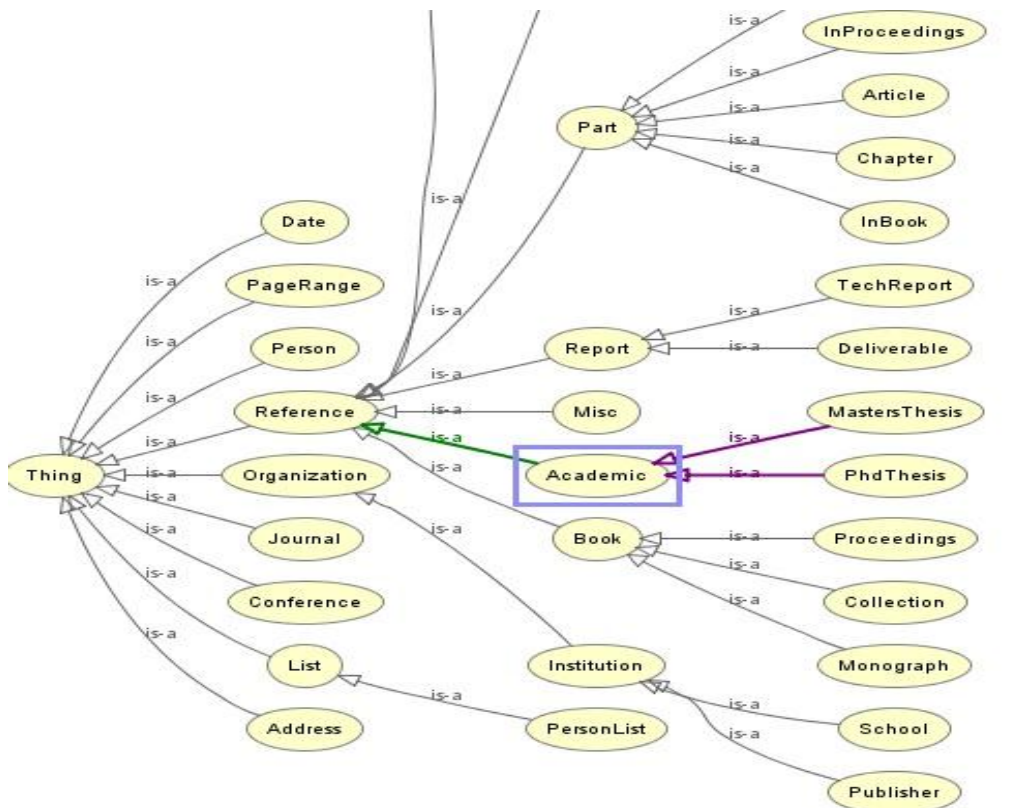 is-a
InProceedings
is-a
Article
is-a
Part
is-a
Chapter
is-a
InBook
is-a
Date
is-a
PageRange
is-a
TechReport
is-a
is-a
Person
is-a
Report
is-a
Deliverable
is-a
is-a
Reference
is-a
Misc
MastersThesis
is-a
is-a
is-a
Thing
is-a
Organization
is-a
Academic
is-a
PhdThesis
is-a
Journal
is-a
is-a
Book
is-a
Proceedings
is-a
is-a
Conference
is-a
Collection
is-a
List
Institution
Monograph
is-a
is-a
Address
PersonList
School
is-a
Publisher